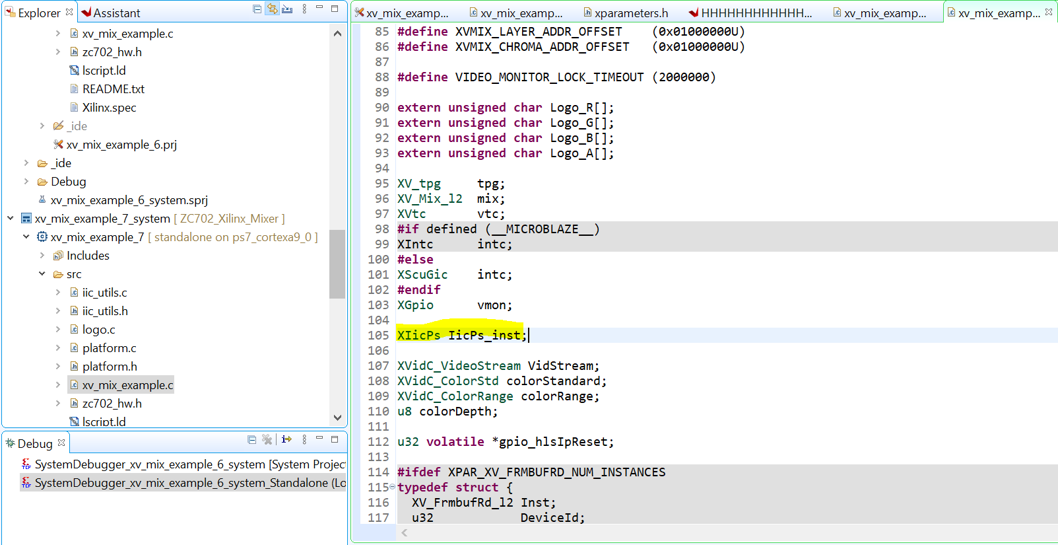 Explorer
Assistant
xv_mix_example.c
zc702_hw.h
lscript.ld
README.txt
Xilinx.spec
_ide
xv_mix_example_6.prj
_ide
Debug
xv_mix_example_6_system.sprj
xv_mix_example_7_system [ ZC702_Xilinx_Mixer ]
xv_mix_example_7 [ standalone on ps7_cortexa9_0 ]
Includes
src
iic_utils.c
iic_utils.h
logo.c
platform.c
platform.h
xv_mix_example.c
zc702_hw.h
lscript.ld
Debug
SystemDebugger_xv_mix_example_6_system [System Projec
SystemDebugger_xv_mix_example_6_system_Standalone (Lo
xv_mix_examp... xv_mix_examp... xparameters.h HHHHHHHHHHHH... xv_mix_examp... xv_mix_examp...
85 #define XVMIX_LAYER_ADDR_OFFSET (0x01000000U)
86 #define XVMIX_CHROMA_ADDR_OFFSET (0x01000000U)
87
88 #define VIDEO_MONITOR_LOCK_TIMEOUT (2000000)
89
90 extern unsigned char Logo_R[];
91 extern unsigned char Logo_G[];
92 extern unsigned char Logo_B[];
93 extern unsigned char Logo_A[];
94
95 XV_tpg tpg;
96 XV_Mix_l2 mix;
97 XVtc vtc;
98 #if defined (__MICROBLAZE__)
99 XIntc intc;
100 #else
101 XScuGic intc;
102 #endif
103 XGpio vmon;
104
105 XIicPs IicPs_inst;
106
107 XVidC_VideoStream VidStream;
108 XVidC_ColorStd colorStandard;
109 XVidC_ColorRange colorRange;
110 u8 colorDepth;
111
112 u32 volatile *gpio_hlsIpReset;
113
114 #ifdef XPAR_XV_FRMBUFRD_NUM_INSTANCES
115 typedef struct {
116 XV_FrmbufRd_l2 Inst;
117 u32 DeviceId;